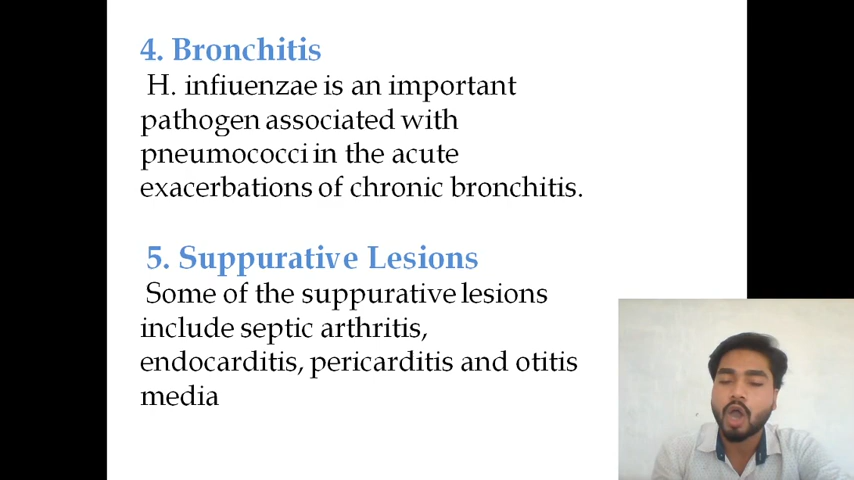 4. Bronchitis
H. infiuenzae is an important
pathogen associated with
pneumococci in the acute
exacerbations of chronic bronchitis.
5. Suppurative Lesions
Some of the suppurative lesions
include septic arthritis,
endocarditis, pericarditis and otitis
media